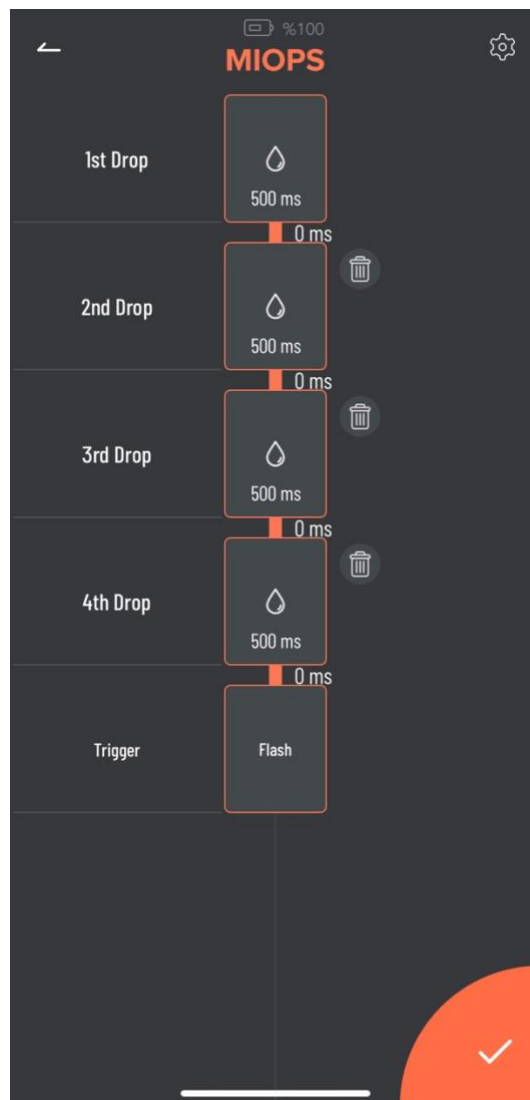 %100
MIOPS
1st Drop
500 ms
0 ms
2nd Drop
500 ms
0 ms
3rd Drop
500 ms
0 ms
4th Drop
500 ms
0 ms
Trigger
Flash